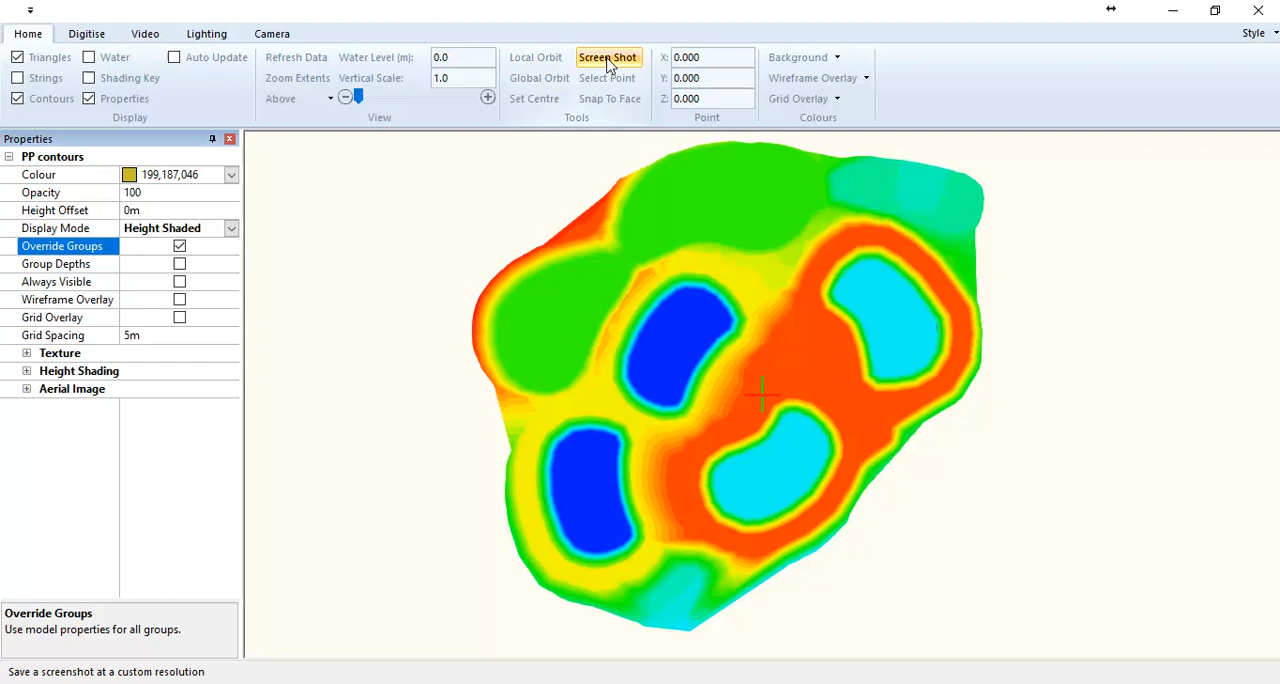 Home Digitise Video Lighting Camera Style
Triangles Water Auto Update Refresh Data Water Level (m): 0.0 Local Orbit Screen Shot X: 0.000 Background
Strings Shading Key Zoom Extents Vertical Scale: 1.0 Global Orbit Select Point Y: 0.000 Wireframe Overlay
Contours Properties Above Set Centre Snap To Face Z: 0.000 Grid Overlay
Display View Tools Point Colours
Properties
PP contours
Colour 199,187,046
Opacity 100
Height Offset 0m
Display Mode Height Shaded
Override Groups
Group Depths
Always Visible
Wireframe Overlay
Grid Overlay
Grid Spacing 5m
Texture
Height Shading
Aerial Image
Override Groups
Use model properties for all groups.
Save a screenshot at a custom resolution